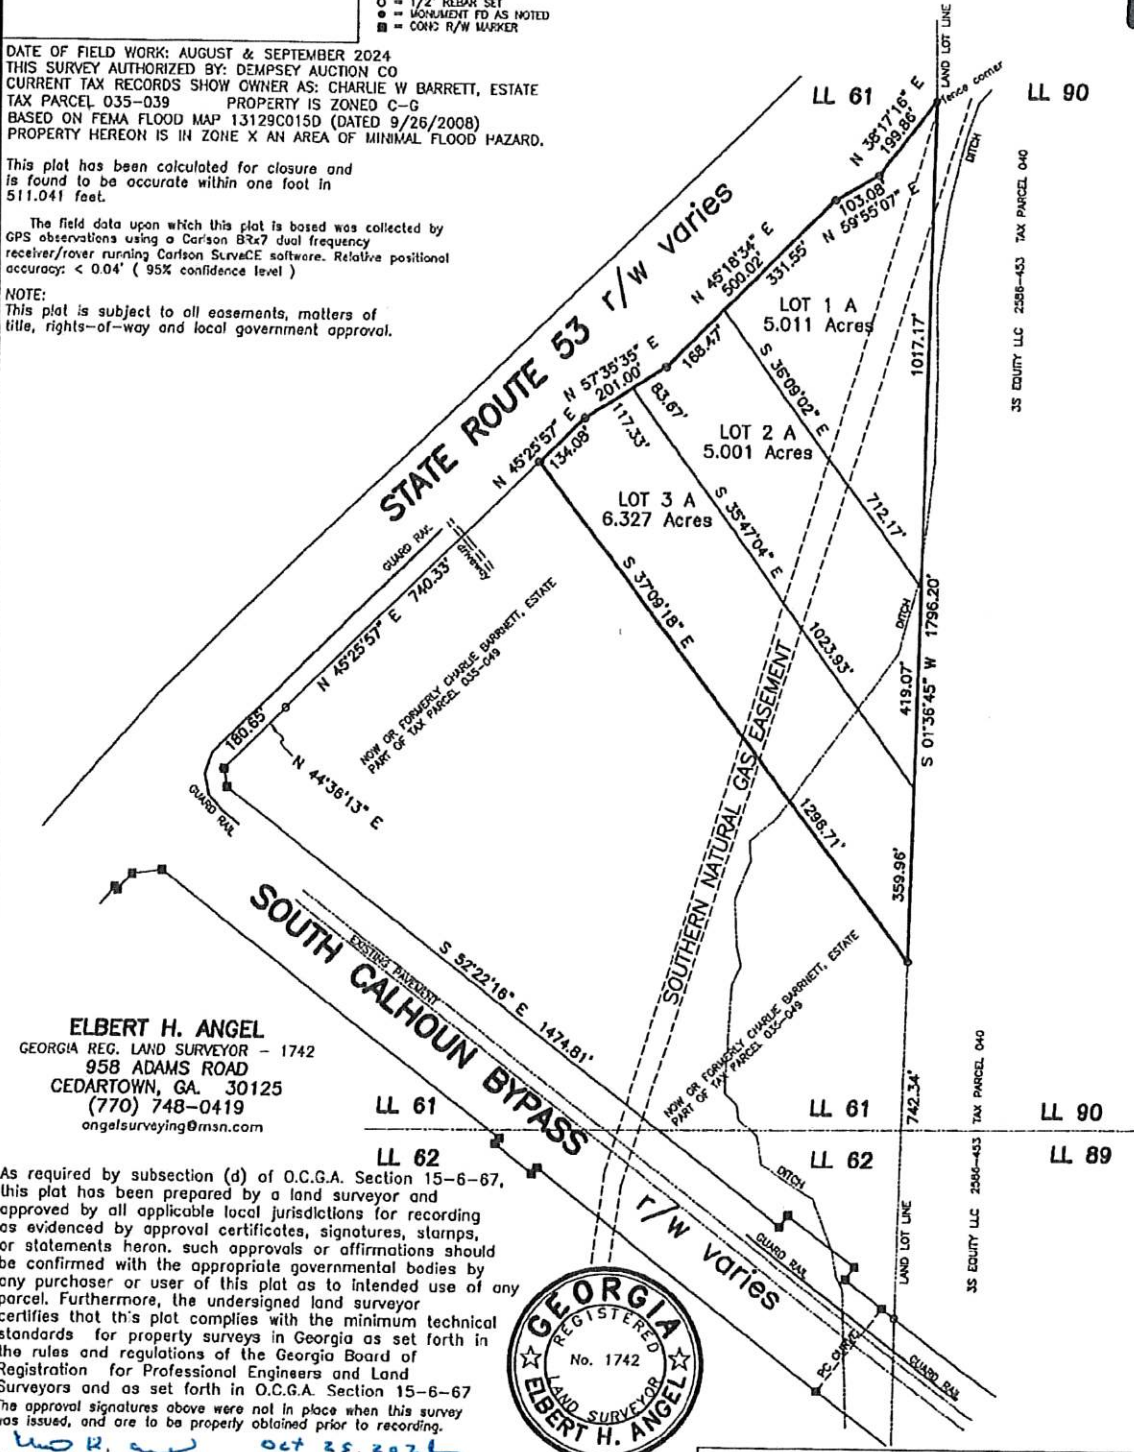 O = 1/2" REBAR SET
● = MONUMENT FD AS NOTED
■ = CONC R/W MARKER
DATE OF FIELD WORK: AUGUST & SEPTEMBER 2024
THIS SURVEY AUTHORIZED BY: DEMPSEY AUCTION CO
CURRENT TAX RECORDS SHOW OWNER AS: CHARLIE W BARRETT, ESTATE
TAX PARCEL 035-039 PROPERTY IS ZONED C-G
BASED ON FEMA FLOOD MAP 13129C015D (DATED 9/26/2008)
PROPERTY HEREON IS IN ZONE X AN AREA OF MINIMAL FLOOD HAZARD.
This plat has been calculated for closure and
is found to be accurate within one foot in
511.041 feet.
The field data upon which this plat is based was collected by
GPS observations using a Carlson BRx7 dual frequency
receiver/rover running Carlson SurvCE software. Relative positional
accuracy: < 0.04' ( 95% confidence level )
NOTE:
This plat is subject to all easements, matters of
title, rights-of-way and local government approval.
LAND LOT LINE
fence corner
LL 61
LL 90
DITCH
N 38°17'16" E
199.86'
103.08'
N 59°55'07" E
3S EQUITY LLC 2586-453 TAX PARCEL 040
STATE ROUTE 53 r/w varies
N 45°18'34" E
500.02'
331.55'
168.47'
LOT 1 A
5.011 Acres
1017.17'
N 57°35'35" E
201.00'
83.67'
117.33'
S 36°09'02" E
712.17'
LOT 2 A
5.001 Acres
N 45°25'57" E
134.08'
LOT 3 A
6.327 Acres
S 35°47'04" E
1023.93'
GUARD RAIL
driveway
N 45°25'57" E 740.33'
S 37°09'18" E
1298.71'
DITCH
419.07'
S 01°36'45" W 1796.20'
NOW OR FORMERLY CHARLIE BARRNETT, ESTATE
PART OF TAX PARCEL 035-049
SOUTHERN NATURAL GAS EASEMENT
180.65'
N 44°36'13" E
GUARD RAIL
359.96'
SOUTH CALHOUN BYPASS
r/w varies
EXISTING PAVEMENT
S 52°22'16" E 1474.81'
NOW OR FORMERLY CHARLIE BARRNETT, ESTATE
PART OF TAX PARCEL 035-049
ELBERT H. ANGEL
GEORGIA REG. LAND SURVEYOR - 1742
958 ADAMS ROAD
CEDARTOWN, GA. 30125
(770) 748-0419
angelsurveying@msn.com
LL 61
LL 61
742.34'
LL 90
LL 62
LL 62
LL 89
3S EQUITY LLC 2586-453 TAX PARCEL 040
DITCH
LAND LOT LINE
GUARD RAIL
PC CURVE
GUARD RAIL
As required by subsection (d) of O.C.G.A. Section 15-6-67,
this plat has been prepared by a land surveyor and
approved by all applicable local jurisdictions for recording
as evidenced by approval certificates, signatures, stamps,
or statements heron. such approvals or affirmations should
be confirmed with the appropriate governmental bodies by
any purchaser or user of this plat as to intended use of any
parcel. Furthermore, the undersigned land surveyor
certifies that this plat complies with the minimum technical
standards for property surveys in Georgia as set forth in
the rules and regulations of the Georgia Board of
Registration for Professional Engineers and Land
Surveyors and as set forth in O.C.G.A. Section 15-6-67
The approval signatures above were not in place when this survey
was issued, and are to be properly obtained prior to recording.
GEORGIA
REGISTERED
No. 1742
LAND SURVEYOR
ELBERT H. ANGEL